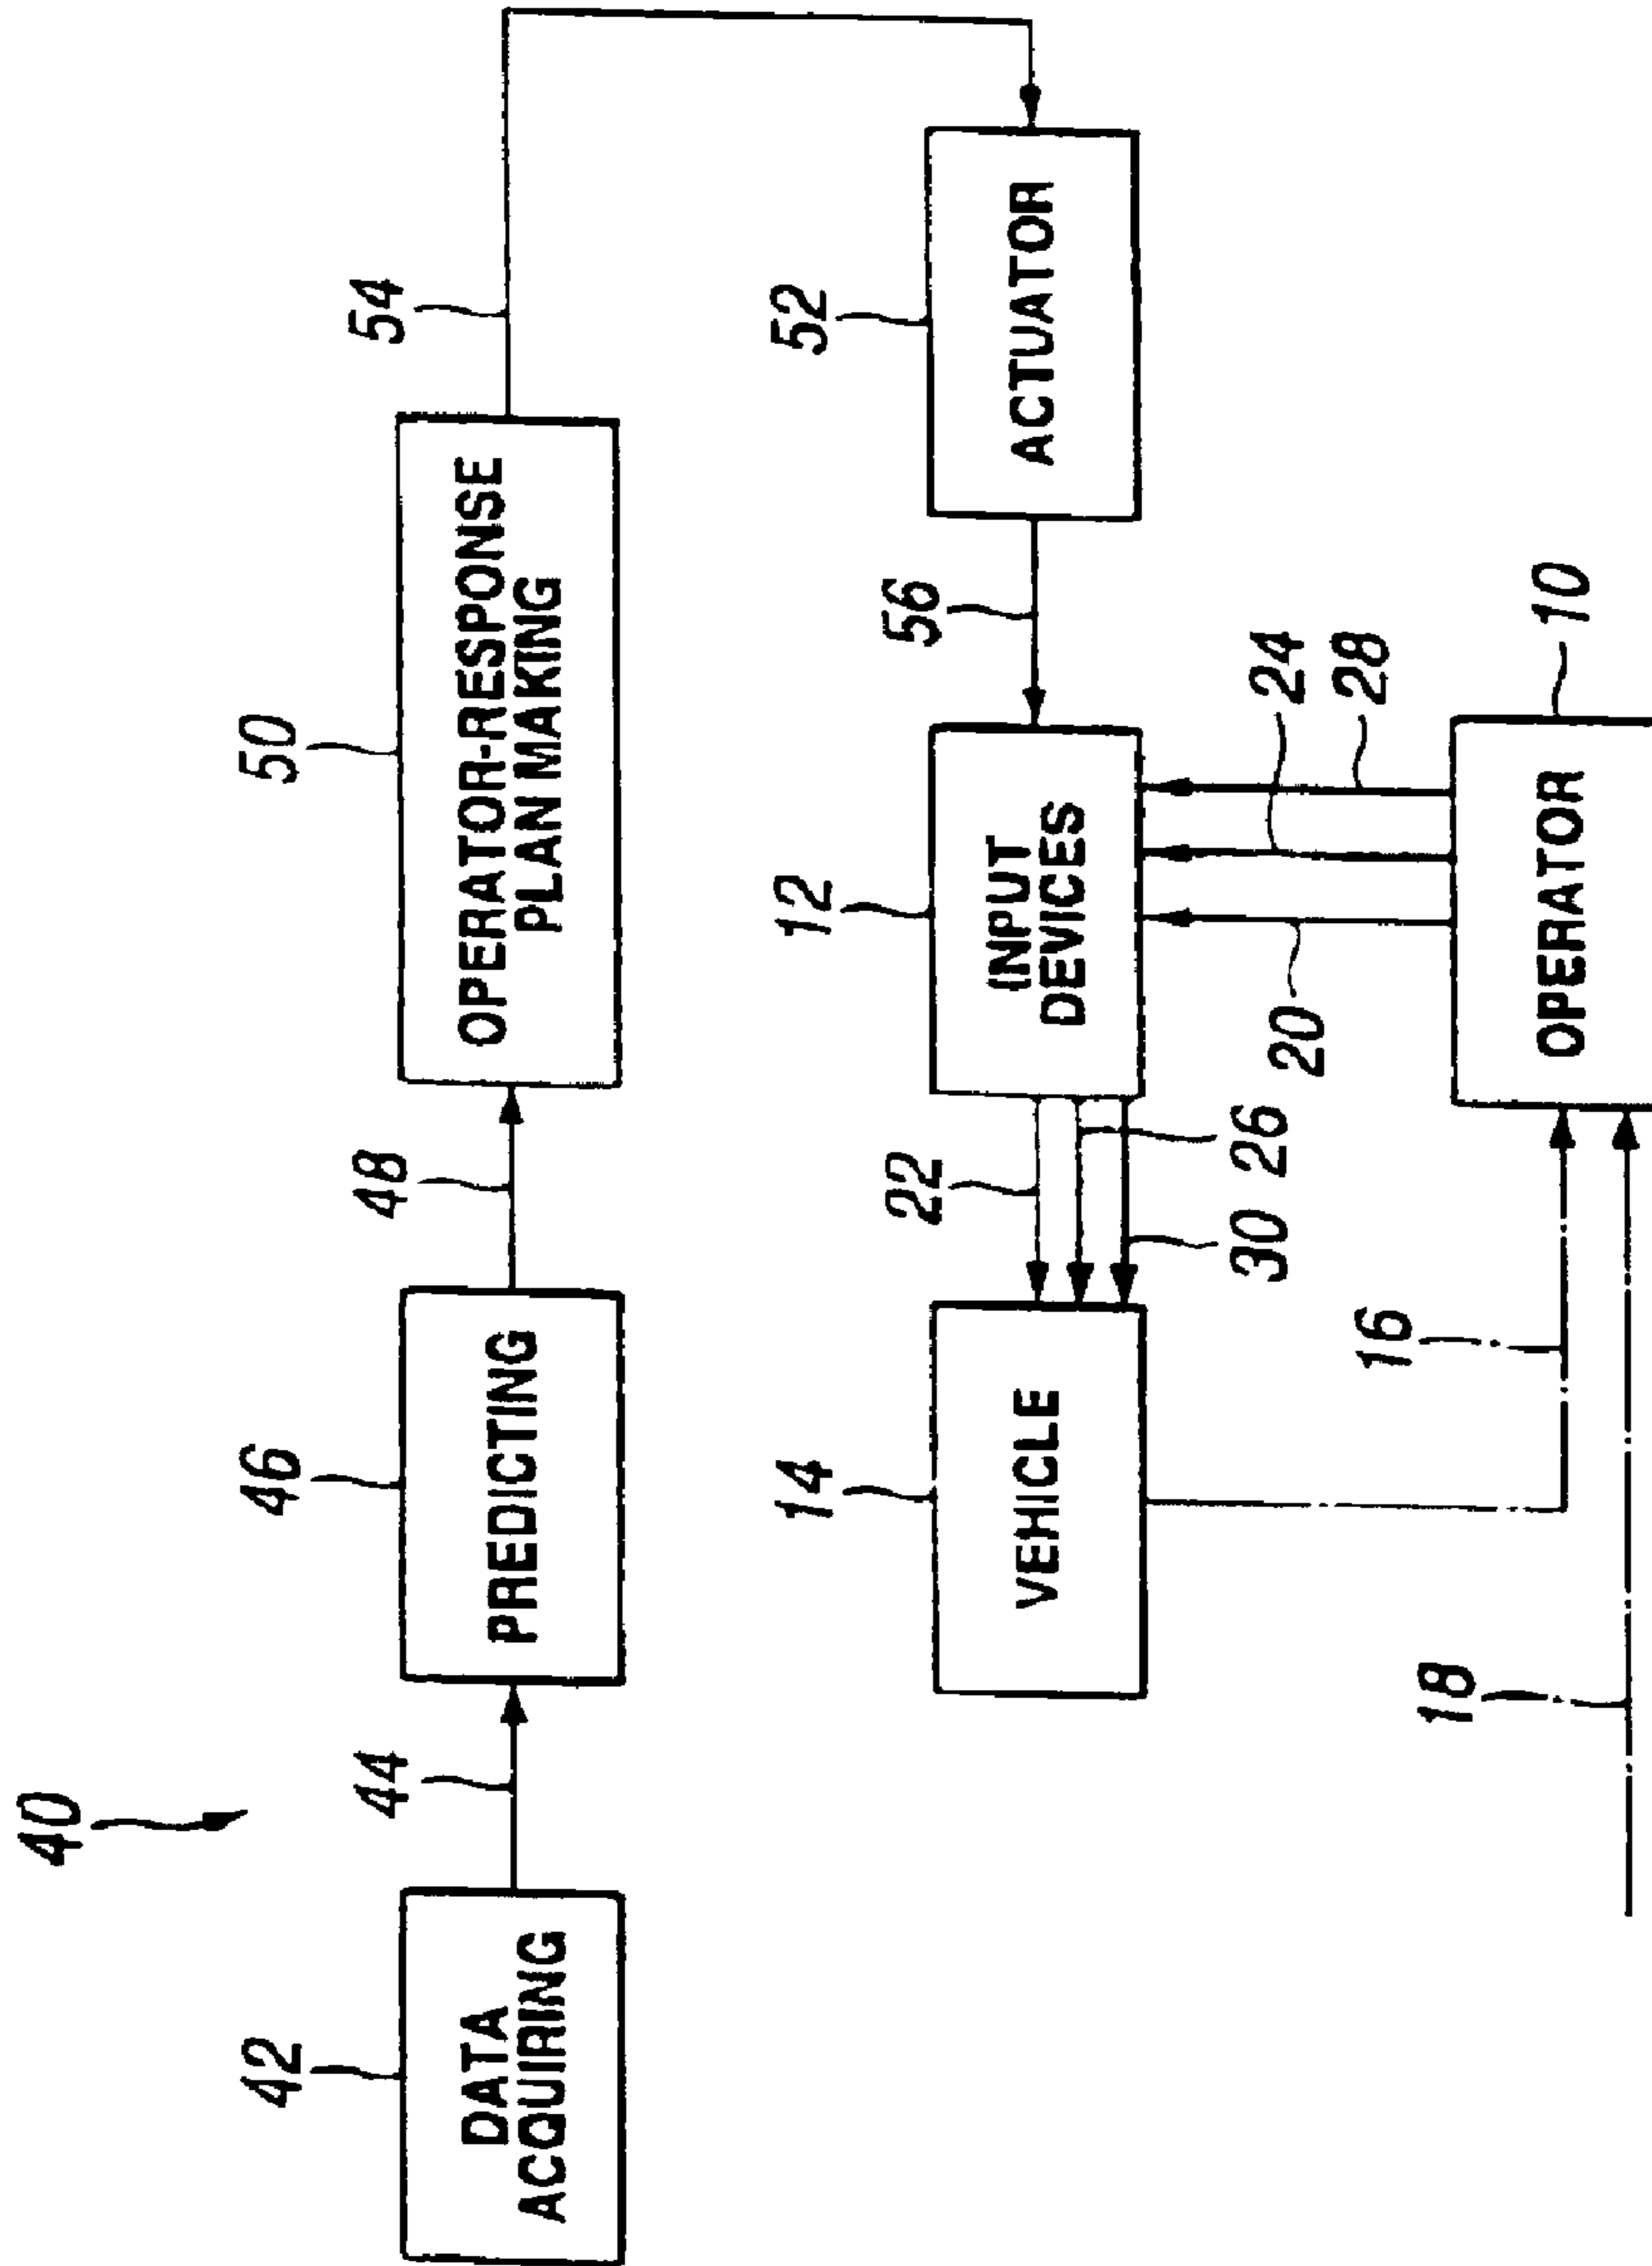 40
42
DATA
ACQUIRING
44
46
PREDICTING
48
50
OPERATOR-RESPONSE
PLAN MAKING
54
14
VEHICLE
22
26
30
12
INPUT
DEVICES
56
52
ACTUATOR
20
24
28
16
18
10
OPERATOR